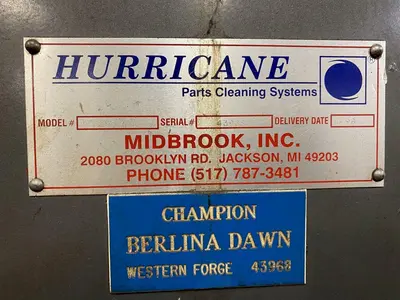 HURRICANE
Parts Cleaning Systems
MODEL # SERIAL# DELIVERY DATE
MIDBROOK, INC.
2080 BROOKLYN RD. JACKSON, MI 49203
PHONE (517) 787-3481
CHAMPION
BERLINA DAWN
WESTERN FORGE 43968